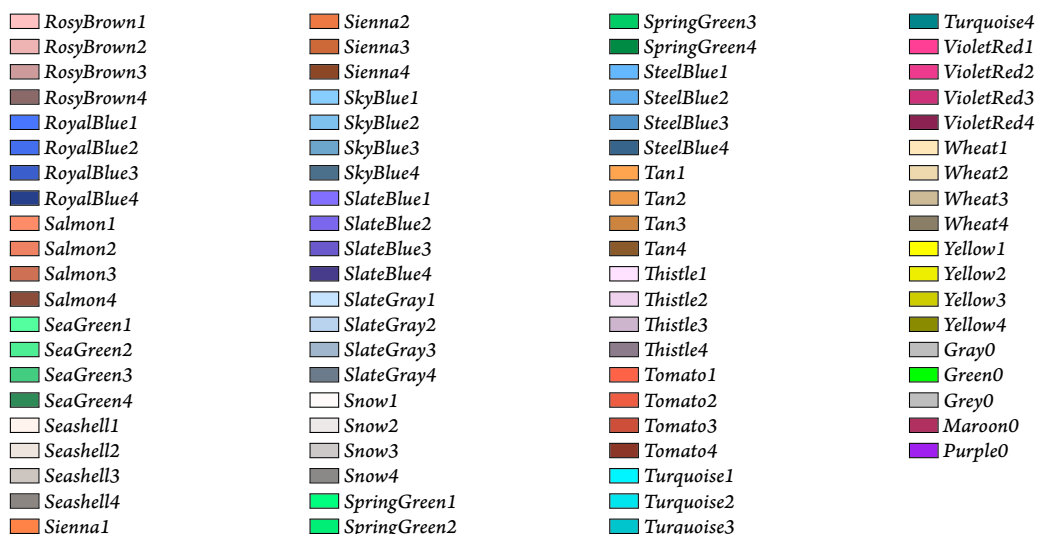 RosyBrown1
RosyBrown2
RosyBrown3
RosyBrown4
RoyalBlue1
RoyalBlue2
RoyalBlue3
RoyalBlue4
Salmon1
Salmon2
Salmon3
Salmon4
SeaGreen1
SeaGreen2
SeaGreen3
SeaGreen4
Seashell1
Seashell2
Seashell3
Seashell4
Sienna1
Sienna2
Sienna3
Sienna4
SkyBlue1
SkyBlue2
SkyBlue3
SkyBlue4
SlateBlue1
SlateBlue2
SlateBlue3
SlateBlue4
SlateGray1
SlateGray2
SlateGray3
SlateGray4
Snow1
Snow2
Snow3
Snow4
SpringGreen1
SpringGreen2
SpringGreen3
SpringGreen4
SteelBlue1
SteelBlue2
SteelBlue3
SteelBlue4
Tan1
Tan2
Tan3
Tan4
Thistle1
Thistle2
Thistle3
Thistle4
Tomato1
Tomato2
Tomato3
Tomato4
Turquoise1
Turquoise2
Turquoise3
Turquoise4
VioletRed1
VioletRed2
VioletRed3
VioletRed4
Wheat1
Wheat2
Wheat3
Wheat4
Yellow1
Yellow2
Yellow3
Yellow4
Gray0
Green0
Grey0
Maroon0
Purple0